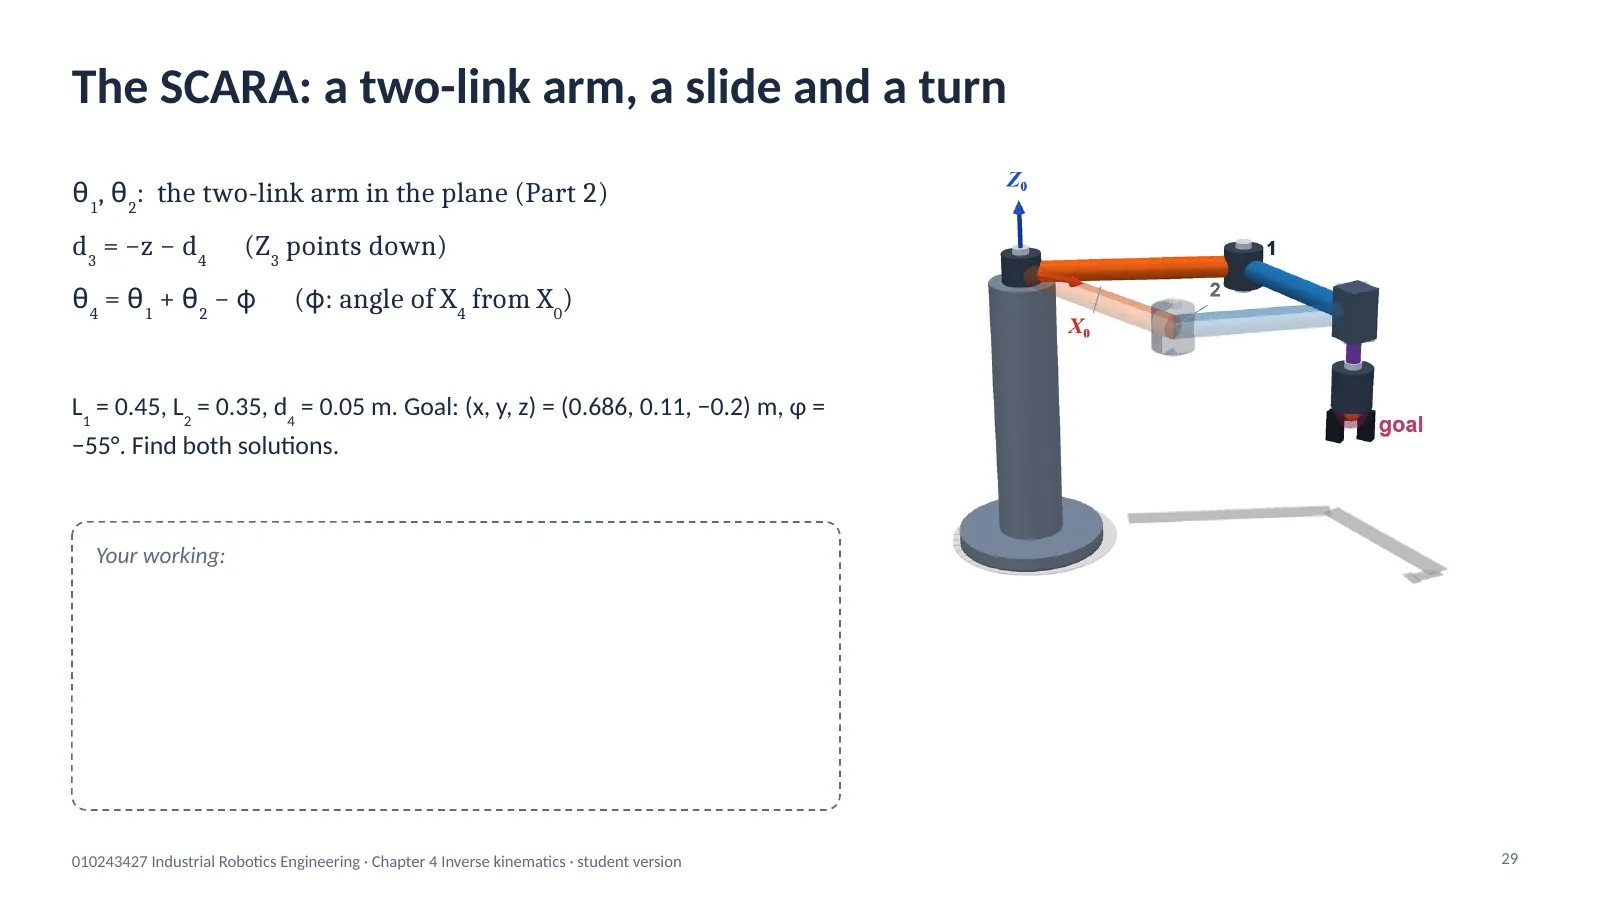 The SCARA: a two-link arm, a slide and a turn
θ₁, θ₂:  the two-link arm in the plane (Part 2)
d₃ = −z − d₄    (Z₃ points down)
θ₄ = θ₁ + θ₂ − ϕ    (ϕ: angle of X₄ from X₀)
L₁ = 0.45, L₂ = 0.35, d₄ = 0.05 m. Goal: (x, y, z) = (0.686, 0.11, −0.2) m, φ =
−55°. Find both solutions.
Your working:
Z₀
1
2
X₀
goal
010243427 Industrial Robotics Engineering · Chapter 4 Inverse kinematics · student version
29